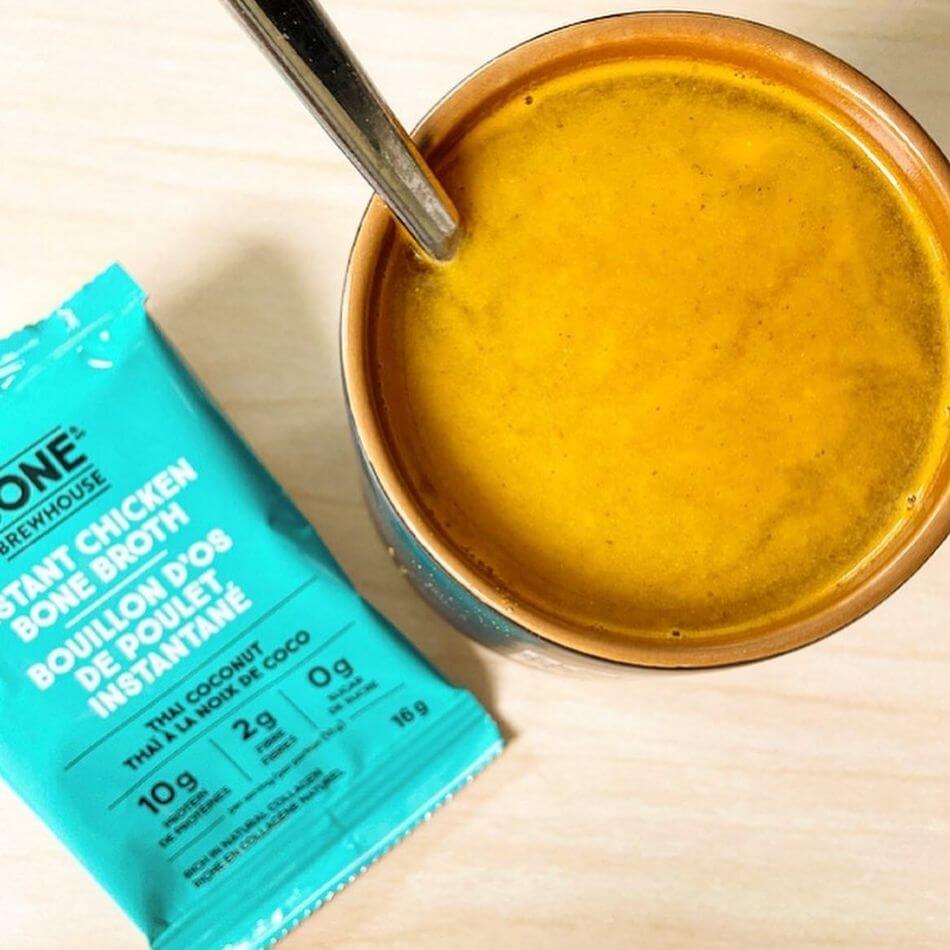 ONE
BREWHOUSE
STANT CHICKEN
BONE BROTH
BOUILLON D'OS
DE POULET
INSTANTANÉ
THAI COCONUT
THAI À LA NOIX DE COCO
10g
PROTEIN
DE PROTÉINES
2g
FIBRE
FIBRES
0g
SUGAR
DE SUCRE
16 g
RICH IN NATURAL COLLAGEN
RICHE EN COLLAGÈNE NATUREL